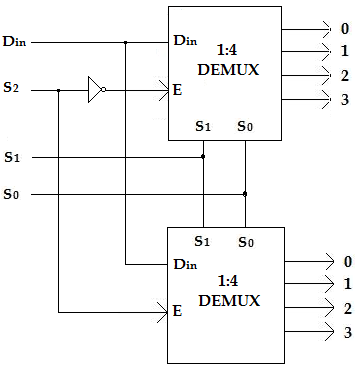 0
Din
Din
1:4
1
S2
DEMUX
2
E
3
S1 S0
S1
S0
S1 S0
0
Din
1:4
1
DEMUX
2
E
3